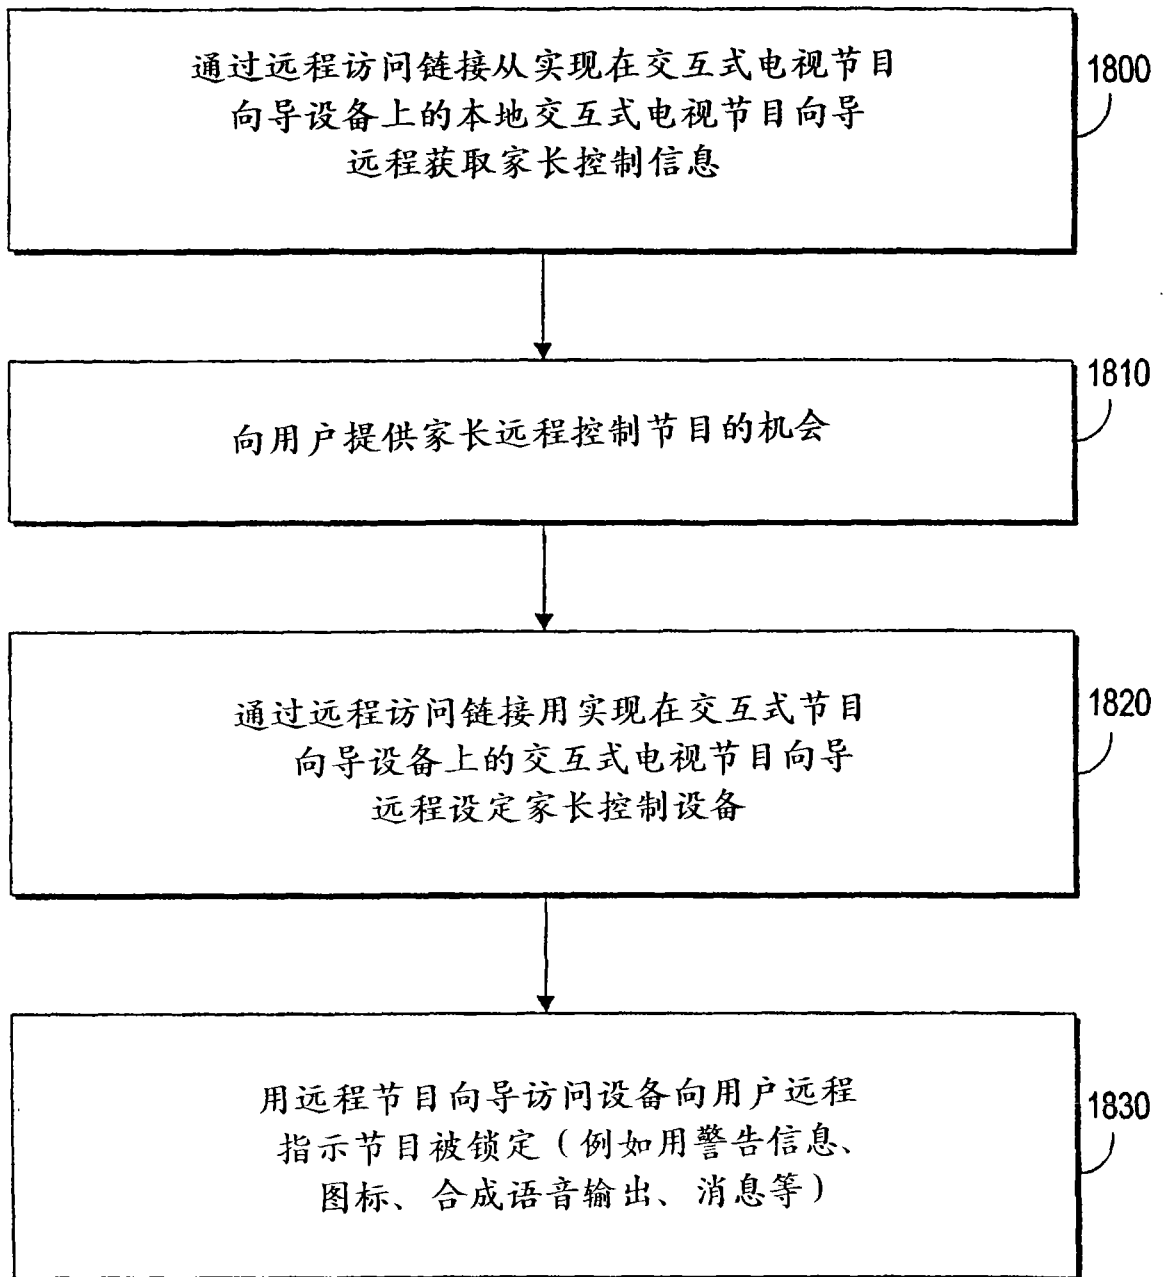 通过远程访问链接从实现在交互式电视节目
向导设备上的本地交互式电视节目向导
远程获取家长控制信息
1800
向用户提供家长远程控制节目的机会
1810
通过远程访问链接用实现在交互式节目
向导设备上的交互式电视节目向导
远程设定家长控制设备
1820
用远程节目向导访问设备向用户远程
指示节目被锁定（例如用警告信息、
图标、合成语音输出、消息等）
1830